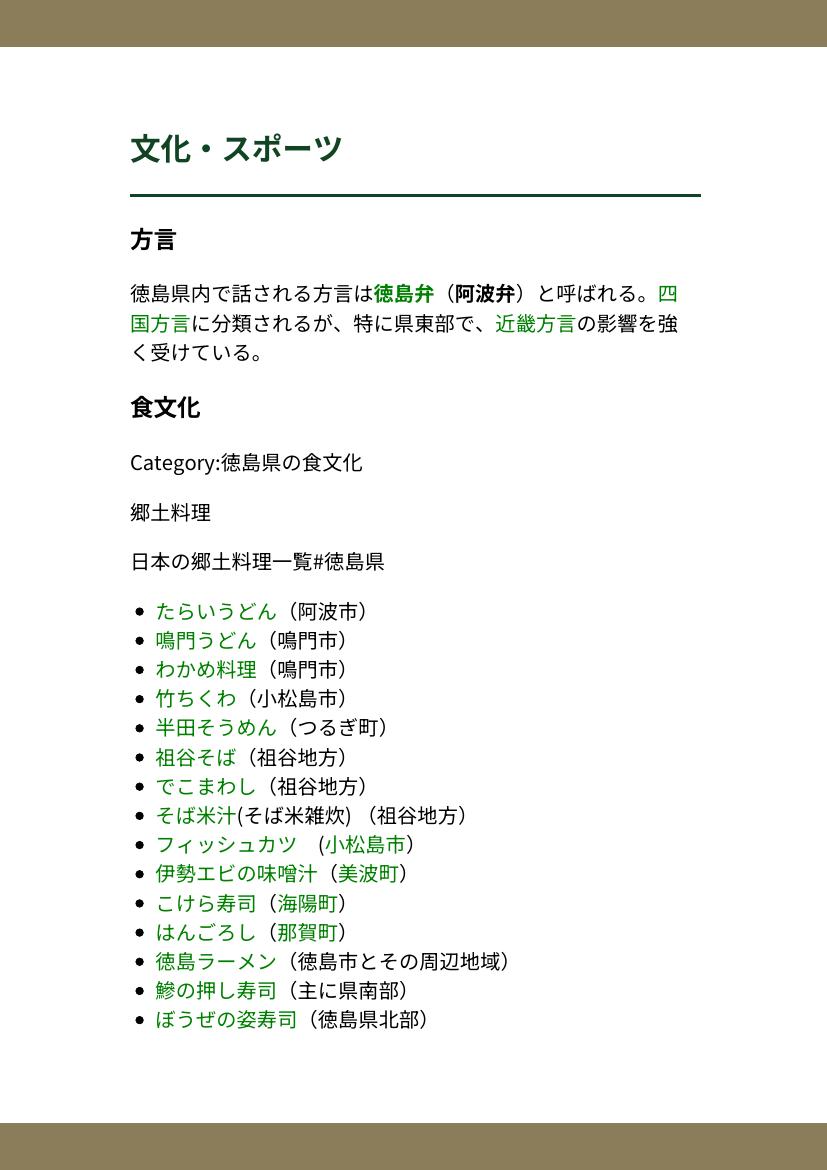 文化・スポーツ
方言
徳島県内で話される方言は徳島弁（阿波弁）と呼ばれる。四
国方言に分類されるが、特に県東部で、近畿方言の影響を強
く受けている。
食文化
Category:徳島県の食文化
郷土料理
日本の郷土料理一覧#徳島県
• たらいうどん（阿波市）
• 鳴門うどん（鳴門市）
• わかめ料理（鳴門市）
• 竹ちくわ（小松島市）
• 半田そうめん（つるぎ町）
• 祖谷そば（祖谷地方）
• でこまわし（祖谷地方）
• そば米汁(そば米雑炊) （祖谷地方）
• フィッシュカツ　(小松島市）
• 伊勢エビの味噌汁（美波町）
• こけら寿司（海陽町）
• はんごろし（那賀町）
• 徳島ラーメン（徳島市とその周辺地域）
• 鰺の押し寿司（主に県南部）
• ぼうぜの姿寿司（徳島県北部）